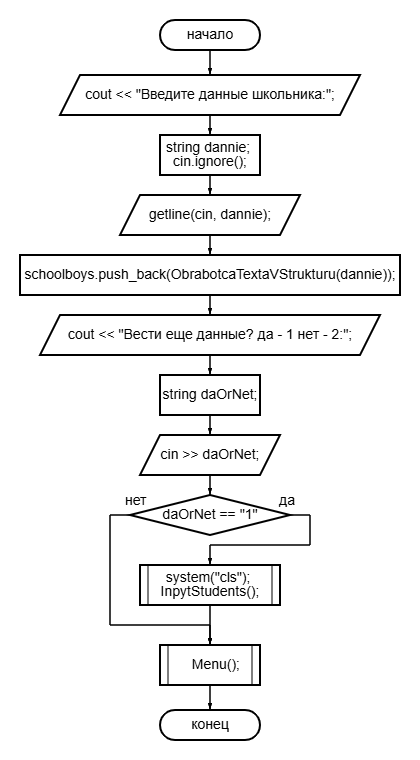 начало
cout << "Введите данные школьника:";
string dannie;
cin.ignore();
getline(cin, dannie);
schoolboys.push_back(ObrabotcaTextaVStrukturu(dannie));
cout << "Вести еще данные? да - 1 нет - 2:";
string daOrNet;
cin >> daOrNet;
нет
да
daOrNet == "1"
system("cls");
InpytStudents();
Menu();
конец